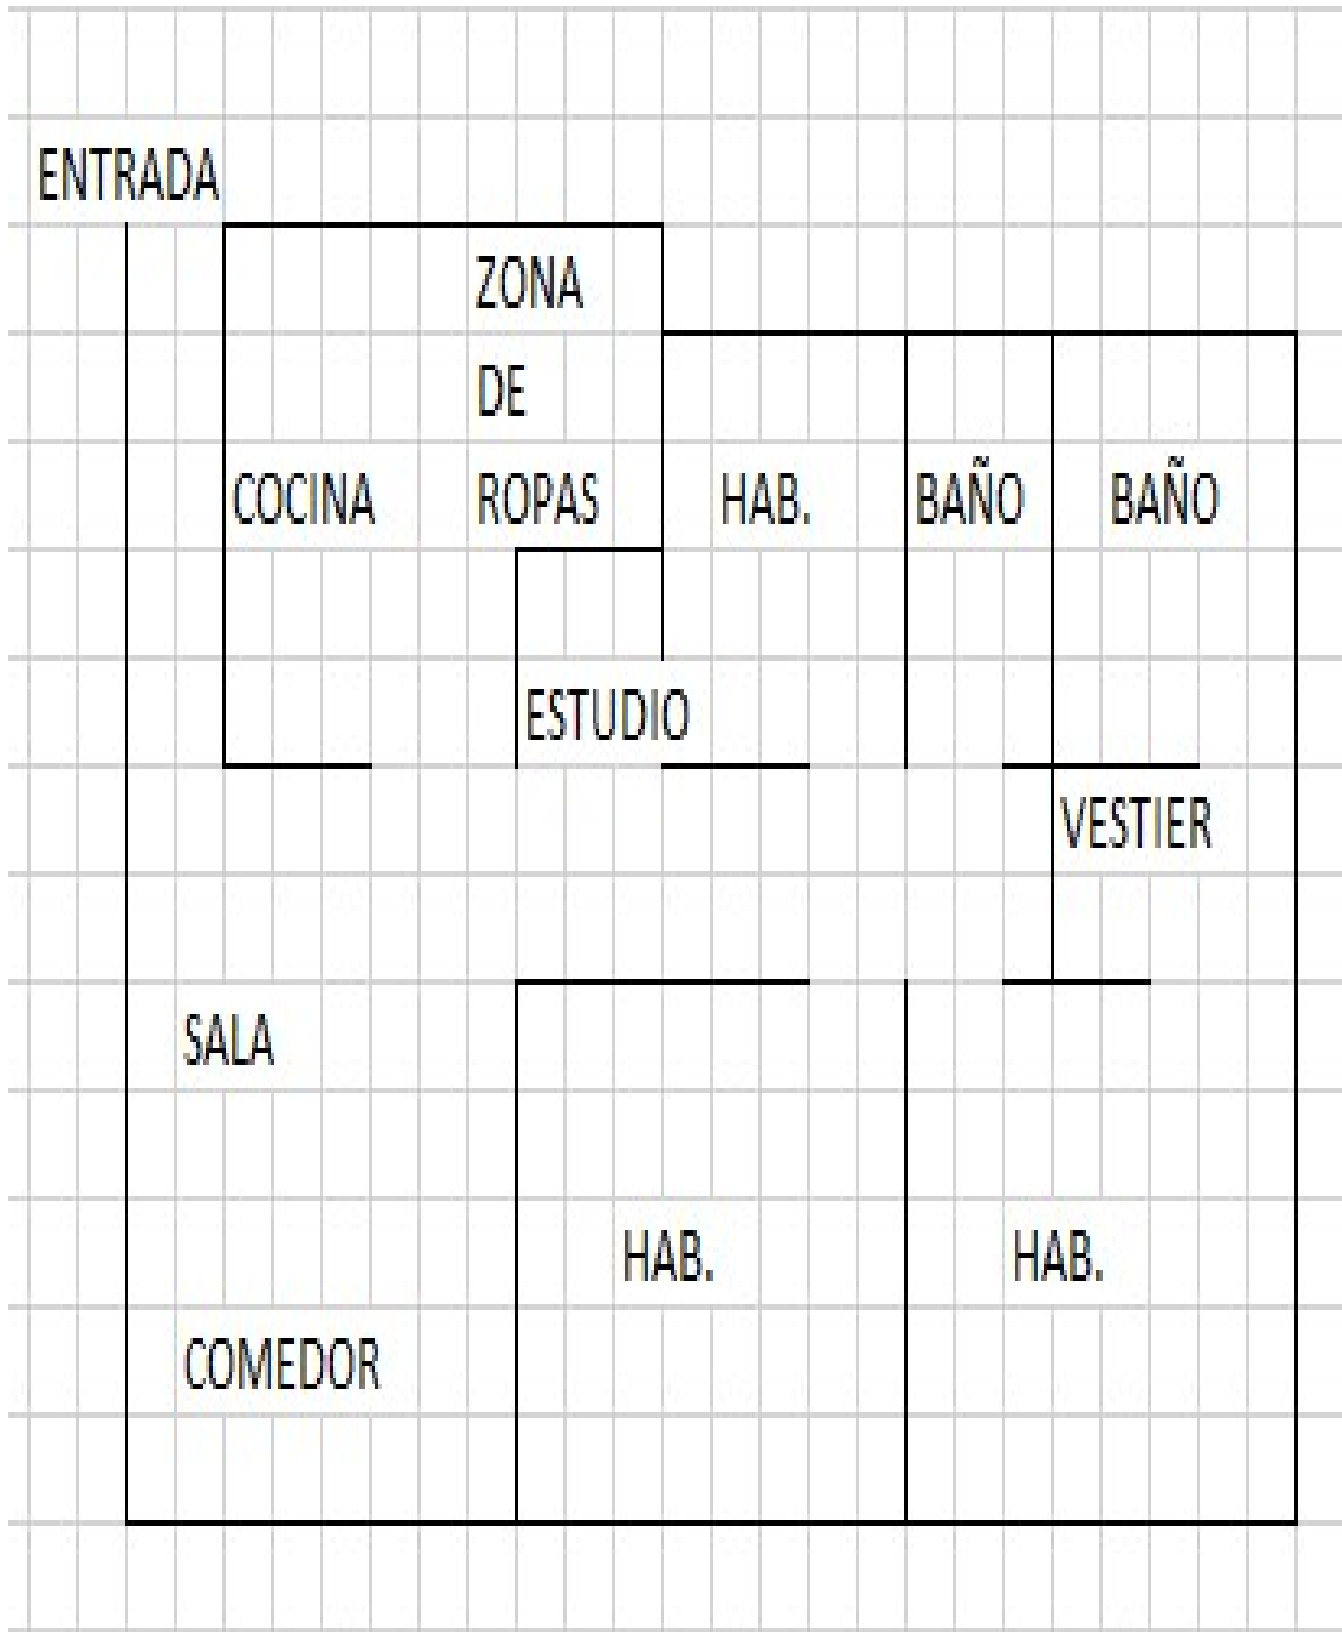 ENTRADA
ZONA
DE
COCINA ROPAS HAB. BAÑO BAÑO
ESTUDIO
VESTIER
SALA
HAB. HAB.
COMEDOR